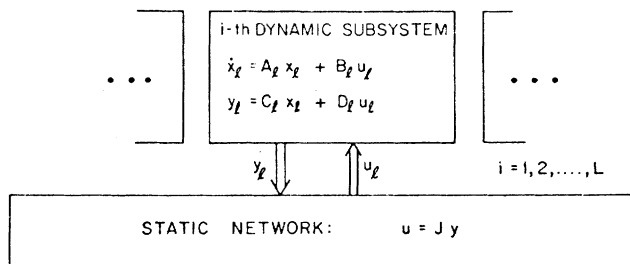 i-th DYNAMIC SUBSYSTEM
• • •
ẋℓ = Aℓ xℓ + Bℓ uℓ
• • •
yℓ = Cℓ xℓ + Dℓ uℓ
yℓ
uℓ
i = 1, 2, ...., L
STATIC NETWORK: u = J y